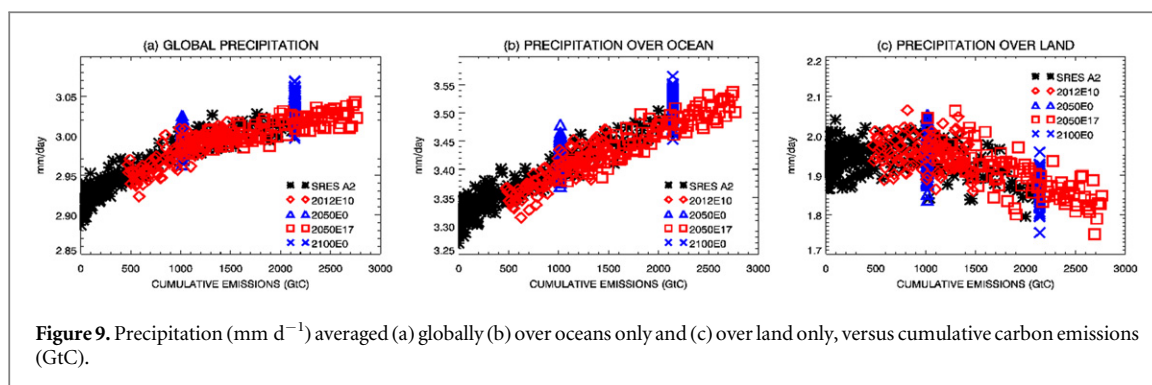 (a) GLOBAL PRECIPITATION
3.10
3.05
3.00
2.95
2.90
2.85
mm/day
SRES A2
2012E10
2050E0
2050E17
2100E0
0 500 1000 1500 2000 2500 3000
CUMULATIVE EMISSIONS (GtC)
(b) PRECIPITATION OVER OCEAN
3.60
3.55
3.50
3.45
3.40
3.35
3.30
3.25
mm/day
SRES A2
2012E10
2050E0
2050E17
2100E0
0 500 1000 1500 2000 2500 3000
CUMULATIVE EMISSIONS (GtC)
(c) PRECIPITATION OVER LAND
2.2
2.1
2.0
1.9
1.8
1.7
mm/day
SRES A2
2012E10
2050E0
2050E17
2100E0
0 500 1000 1500 2000 2500 3000
CUMULATIVE EMISSIONS (GtC)
Figure 9. Precipitation (mm d⁻¹) averaged (a) globally (b) over oceans only and (c) over land only, versus cumulative carbon emissions
(GtC).